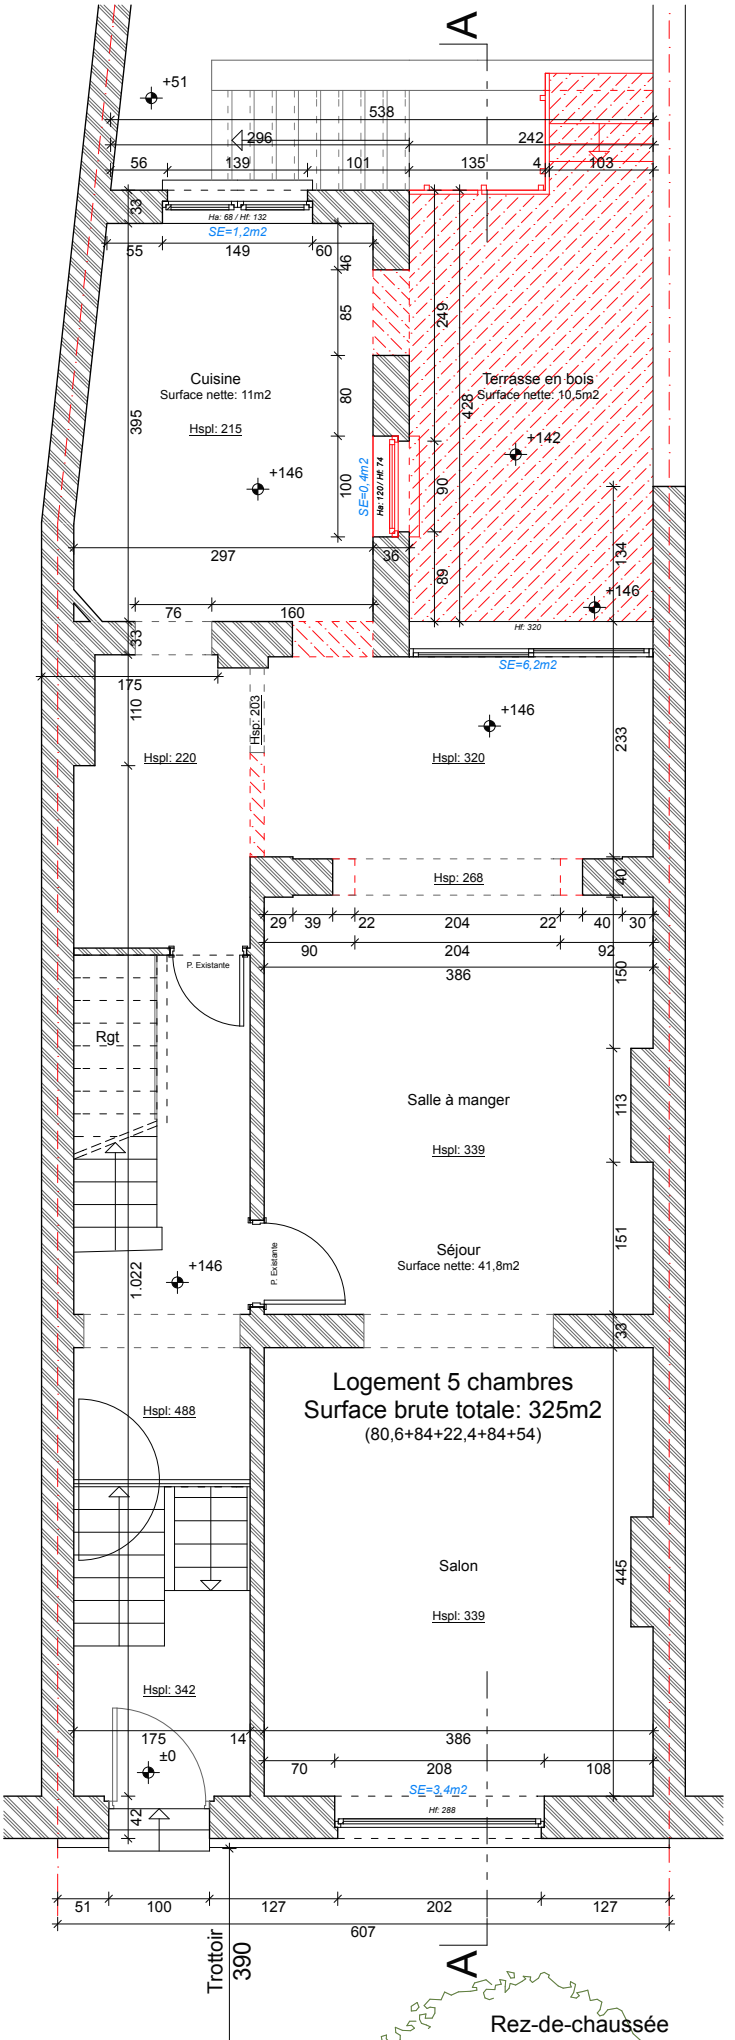 A
+51
538
296
242
56
139
101
135
4
103
33
Ha: 68 / Hf: 132
SE=1,2m2
55
149
60
46
85
249
428
Cuisine
Surface nette: 11m2
Hspl: 215
395
80
Terrasse en bois
Surface nette: 10,5m2
+142
+146
100
SE=0,4m2
Ha: 120 / Hf: 74
90
297
36
89
134
+146
76
160
33
Hf: 320
SE=6,2m2
175
110
Hsp: 203
+146
Hspl: 220
Hspl: 320
233
Hsp: 268
40
29
39
22
204
22
40
30
90
204
92
386
150
P. Existante
Rgt
Salle à manger
Hspl: 339
113
Séjour
Surface nette: 41,8m2
151
P. Existante
+146
1.022
33
Logement 5 chambres
Surface brute totale: 325m2
(80,6+84+22,4+84+54)
Hspl: 488
Salon
Hspl: 339
445
Hspl: 342
175
14
386
±0
70
208
108
SE=3,4m2
Hf: 288
42
51
100
127
202
127
607
Trottoir
390
A
Rez-de-chaussée